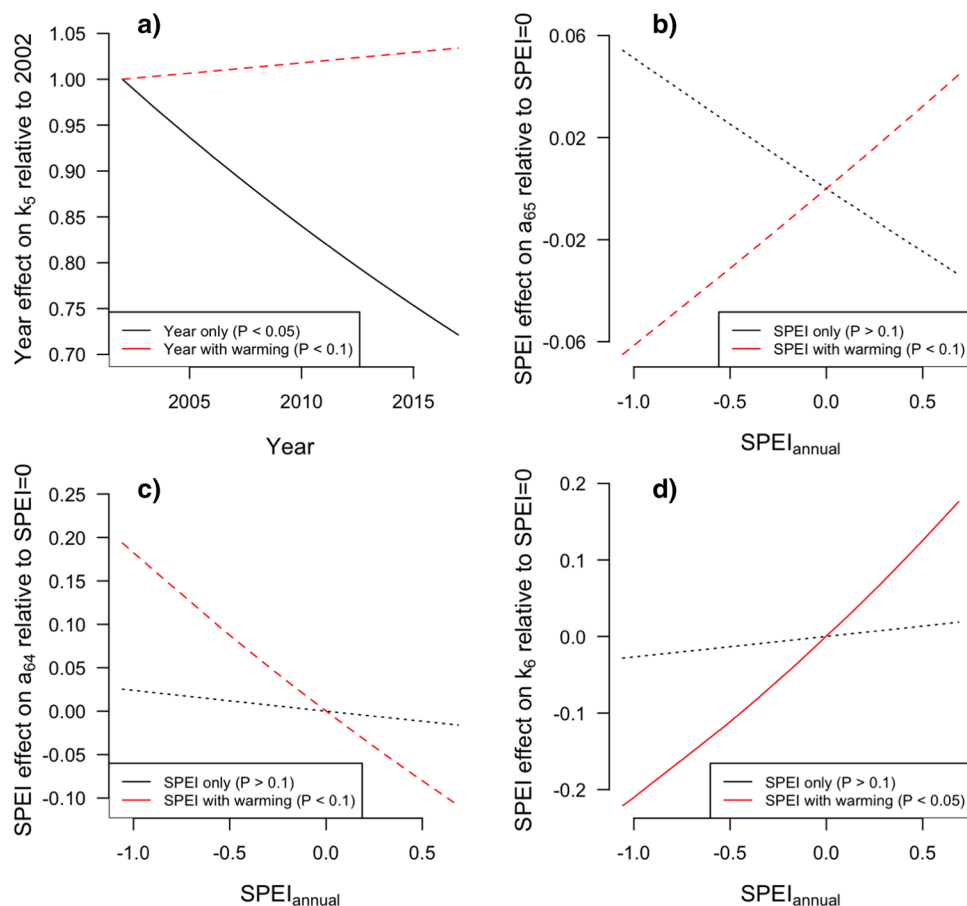 a)
Year effect on k5 relative to 2002
1.05
1.00
0.95
0.90
0.85
0.80
0.75
0.70
Year only (P < 0.05)
Year with warming (P < 0.1)
2005
2010
2015
Year
b)
SPEI effect on a65 relative to SPEI=0
0.06
0.02
-0.02
-0.06
SPEI only (P > 0.1)
SPEI with warming (P < 0.1)
-1.0
-0.5
0.0
0.5
SPEIannual
c)
SPEI effect on a64 relative to SPEI=0
0.25
0.20
0.15
0.10
0.05
0.00
-0.05
-0.10
SPEI only (P > 0.1)
SPEI with warming (P < 0.1)
-1.0
-0.5
0.0
0.5
SPEIannual
d)
SPEI effect on k6 relative to SPEI=0
0.2
0.1
0.0
-0.1
-0.2
SPEI only (P > 0.1)
SPEI with warming (P < 0.05)
-1.0
-0.5
0.0
0.5
SPEIannual